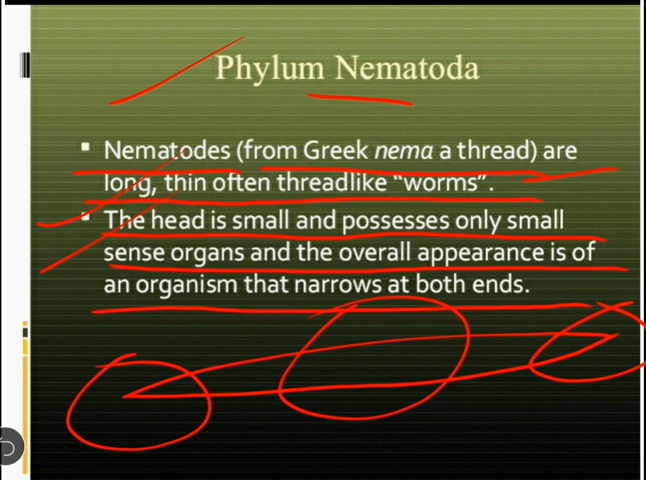 Phylum Nematoda
▪ Nematodes (from Greek nema a thread) are
long, thin often threadlike “worms”.
▪ The head is small and possesses only small
sense organs and the overall appearance is of
an organism that narrows at both ends.